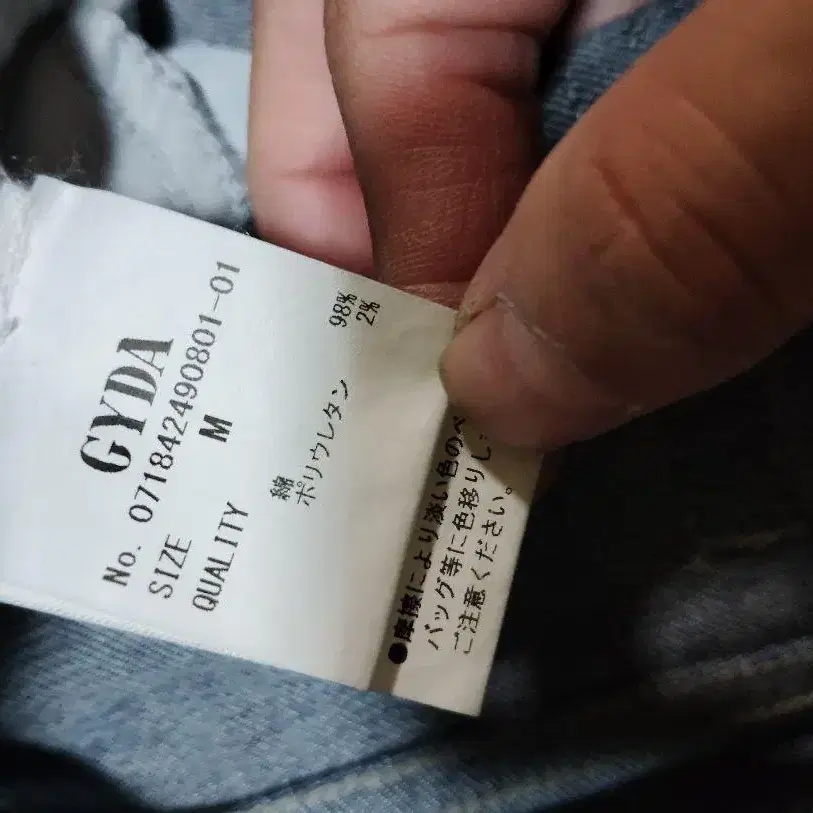 GYDA
No. 071842490801-01
SIZE M
QUALITY
綿 98%
ポリウレタン 2%
●摩擦により淡い色のベ
バッグ等に色移りし
ご注意ください。